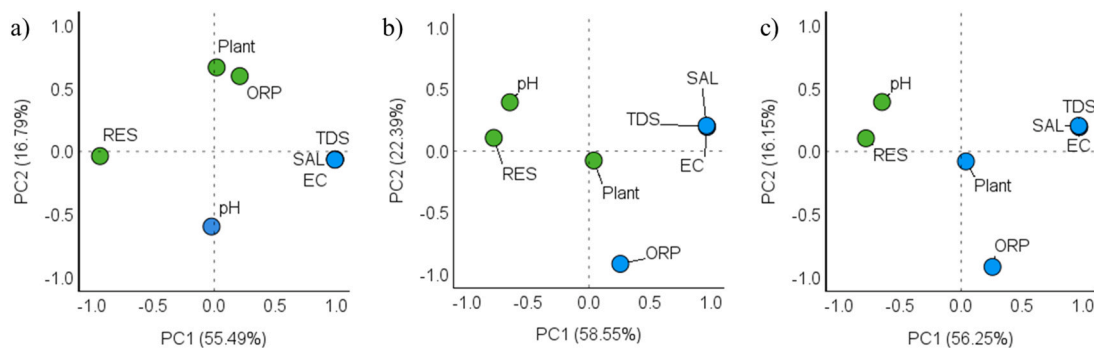 a)
PC2 (16.79%)
1.0
0.5
0.0
-0.5
-1.0
Plant
ORP
RES
TDS
SAL
EC
pH
-1.0 -0.5 0.0 0.5 1.0
PC1 (55.49%)
b)
PC2 (22.39%)
1.0
0.5
0.0
-0.5
-1.0
pH
SAL
TDS
EC
RES
Plant
ORP
-1.0 -0.5 0.0 0.5 1.0
PC1 (58.55%)
c)
PC2 (16.15%)
1.0
0.5
0.0
-0.5
-1.0
pH
TDS
SAL
EC
RES
Plant
ORP
-1.0 -0.5 0.0 0.5 1.0
PC1 (56.25%)